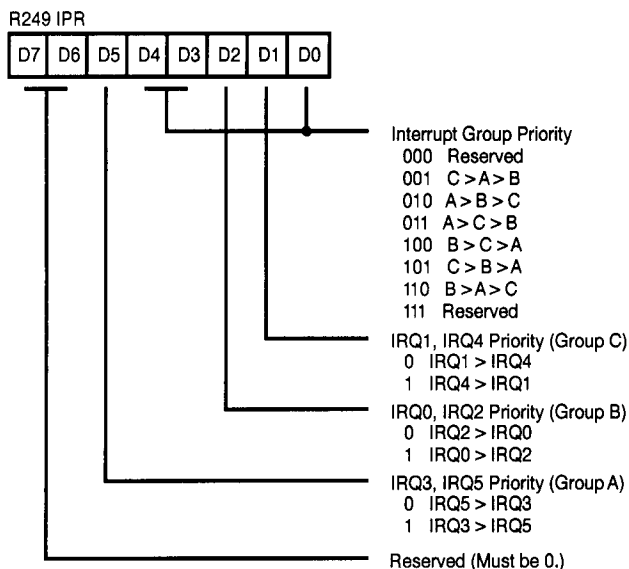 R249 IPR
D7 D6 D5 D4 D3 D2 D1 D0
Interrupt Group Priority
000 Reserved
001 C > A > B
010 A > B > C
011 A > C > B
100 B > C > A
101 C > B > A
110 B > A > C
111 Reserved
IRQ1, IRQ4 Priority (Group C)
0 IRQ1 > IRQ4
1 IRQ4 > IRQ1
IRQ0, IRQ2 Priority (Group B)
0 IRQ2 > IRQ0
1 IRQ0 > IRQ2
IRQ3, IRQ5 Priority (Group A)
0 IRQ5 > IRQ3
1 IRQ3 > IRQ5
Reserved (Must be 0.)